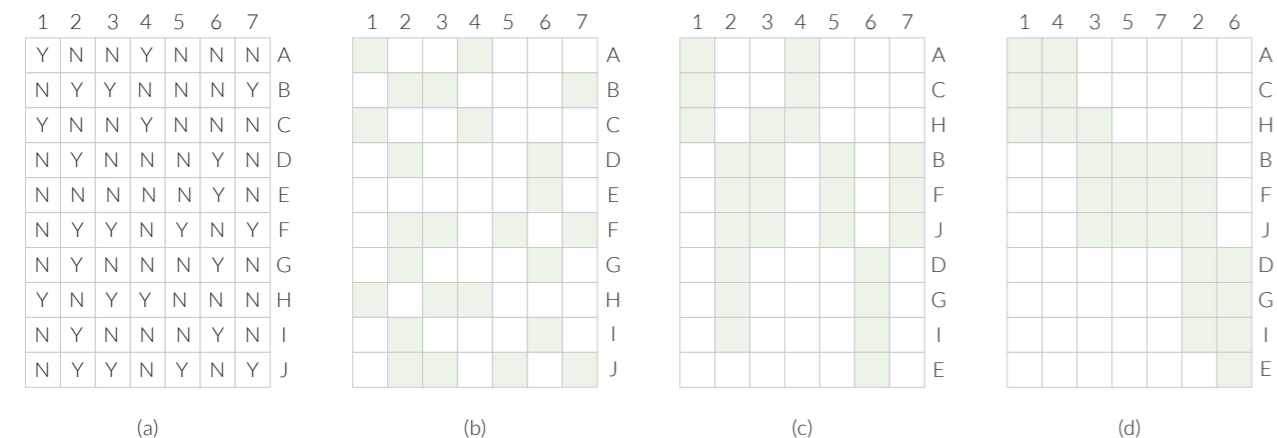 1 2 3 4 5 6 7
Y N N Y N N N A
N Y Y N N N Y B
Y N N Y N N N C
N Y N N N Y N D
N N N N N Y N E
N Y Y N Y N Y F
N Y N N N Y N G
Y N Y Y N N N H
N Y N N N Y N I
N Y Y N Y N Y J
(a)
1 2 3 4 5 6 7
A
B
C
D
E
F
G
H
I
J
(b)
1 2 3 4 5 6 7
A
C
H
B
F
J
D
G
I
E
(c)
1 4 3 5 7 2 6
A
C
H
B
F
J
D
G
I
E
(d)